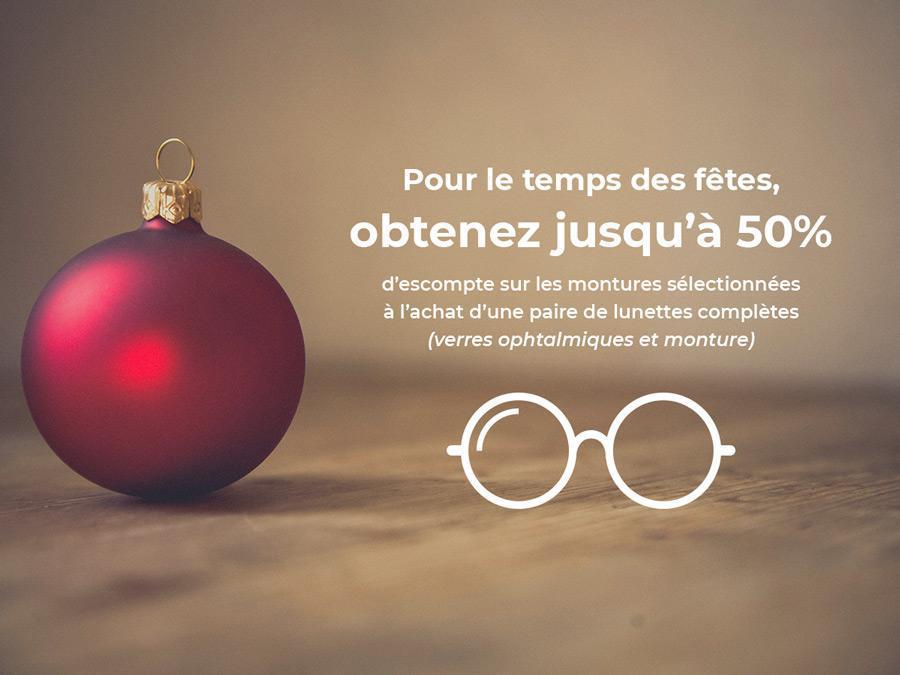 Pour le temps des fêtes,
obtenez jusqu’à 50%
d’escompte sur les montures sélectionnées
à l’achat d’une paire de lunettes complètes
(verres ophtalmiques et monture)